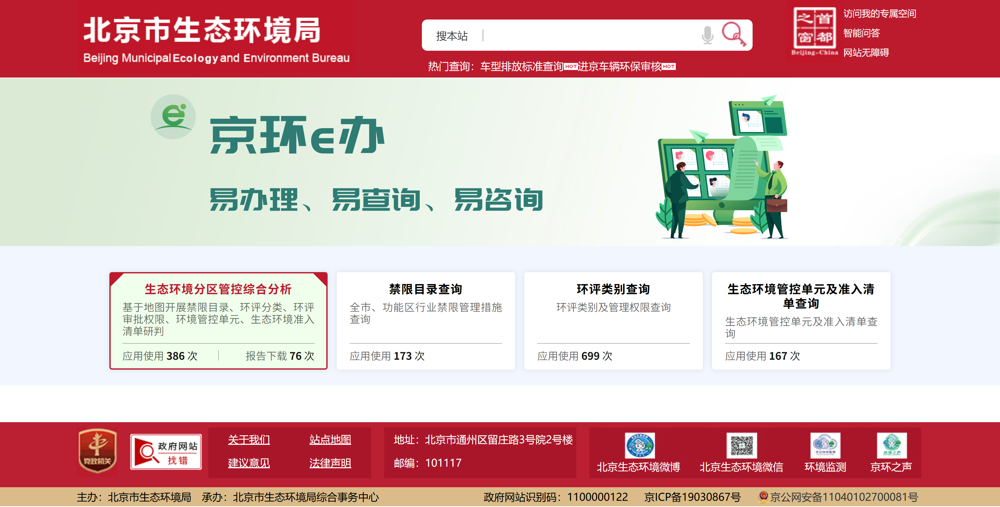 北京市生态环境局
Beijing Municipal Ecology and Environment Bureau
搜本站
热门查询：车型排放标准查询HOT进京车辆环保审核HOT
首都之窗
Beijing-China
访问我的专属空间
智能问答
网站无障碍
京环e办
易办理、易查询、易咨询
生态环境分区管控综合分析
基于地图开展禁限目录、环评分类、环评
审批权限、环境管控单元、生态环境准入
清单研判
应用使用 386 次
报告下载 76 次
禁限目录查询
全市、功能区行业禁限管理措施
查询
应用使用 173 次
环评类别查询
环评类别及管理权限查询
应用使用 699 次
生态环境管控单元及准入清
单查询
生态环境管控单元及准入清单查
询
应用使用 167 次
党政机关
政府网站
找错
关于我们
站点地图
建议意见
法律声明
地址：北京市通州区留庄路3号院2号楼
邮编：101117
北京生态环境微博
北京生态环境微信
环境监测
京环之声
京环之声
主办：北京市生态环境局 承办：北京市生态环境局综合事务中心
政府网站识别码：1100000122 京ICP备19030867号 京公网安备11040102700081号